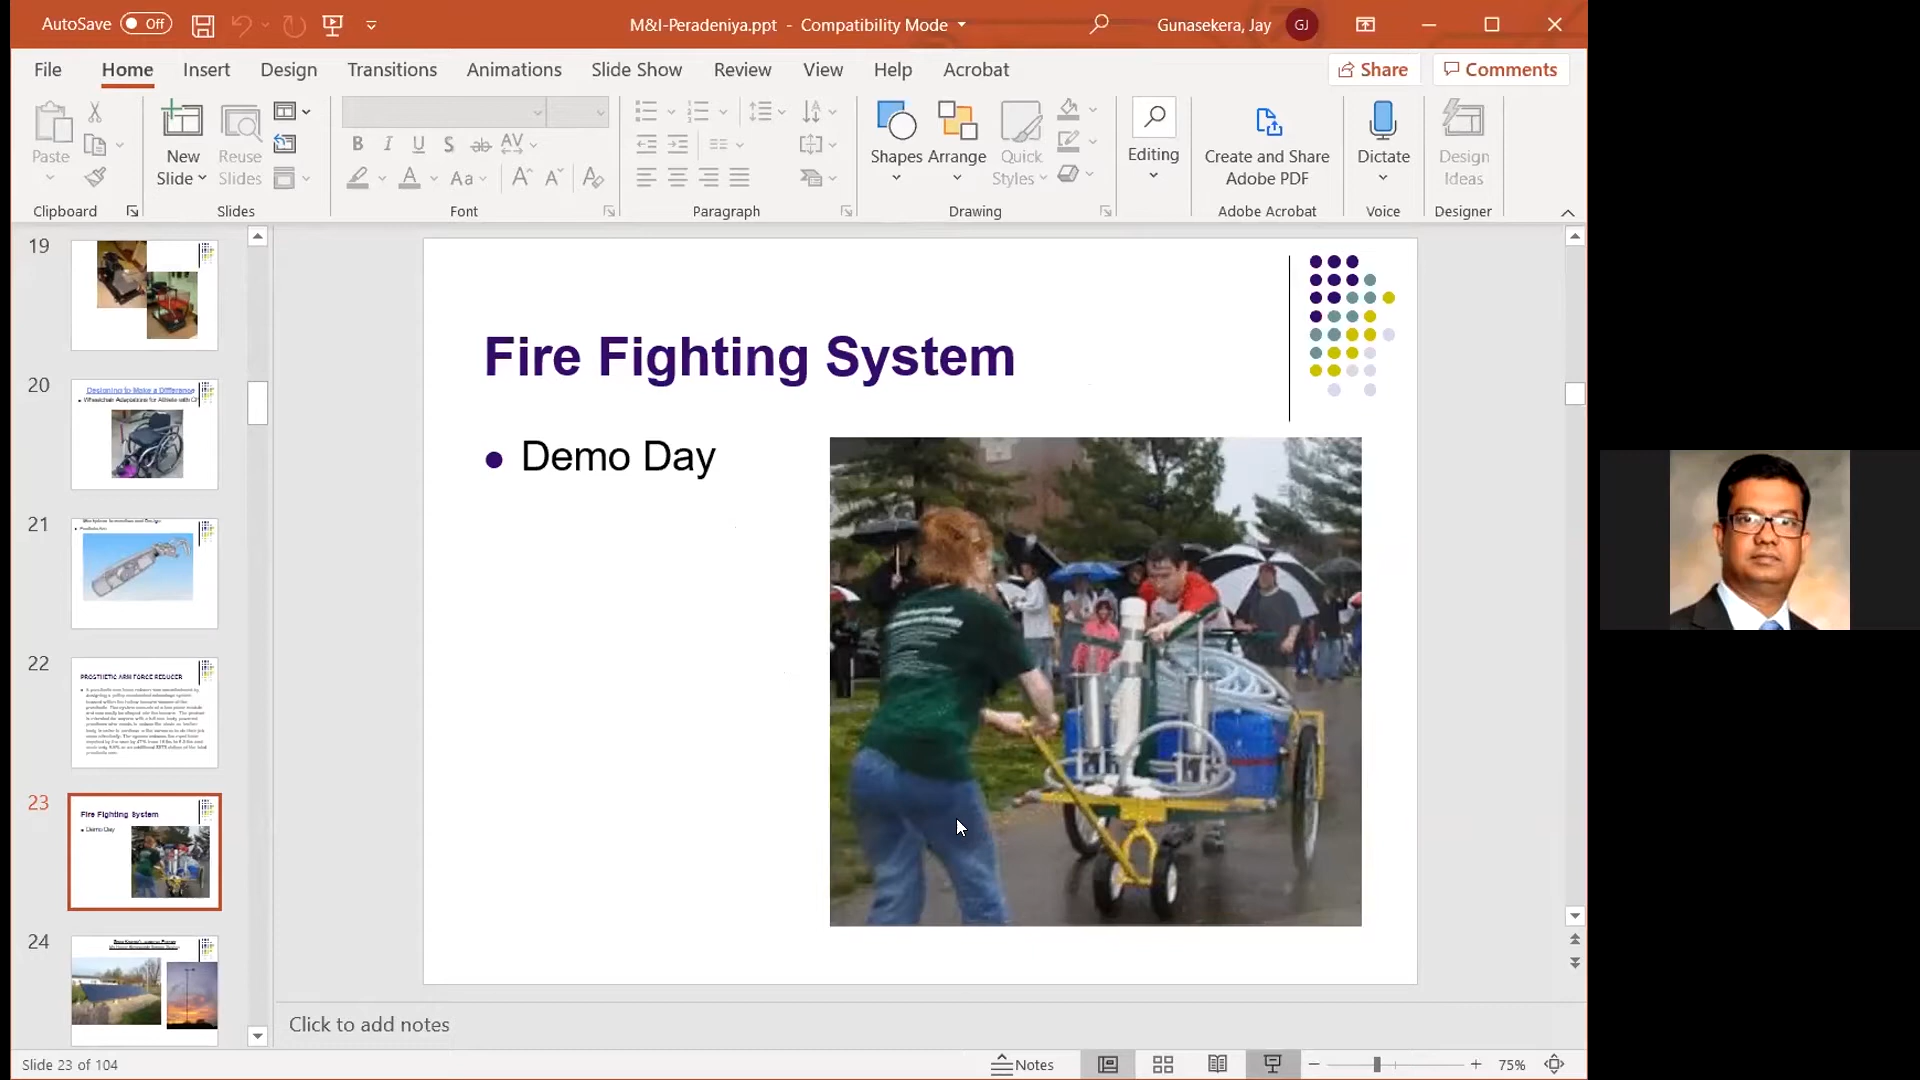 AutoSave Off
M&I-Peradeniya.ppt - Compatibility Mode
Gunasekera, Jay GJ
File Home Insert Design Transitions Animations Slide Show Review View Help Acrobat
Share Comments
Paste
New Slide
Reuse Slides
B I U S ab AV
Aa A A
Shapes Arrange
Quick Styles
Editing
Create and Share Adobe PDF
Dictate
Design Ideas
Clipboard Slides Font Paragraph Drawing Adobe Acrobat Voice Designer
19
20
Designing to Make a Difference
21
22
PROSTHETIC ARM FORCE REDUCER
23
Fire Fighting System
Demo Day
24
Fire Fighting System
Demo Day
Click to add notes
Slide 23 of 104
Notes
75%